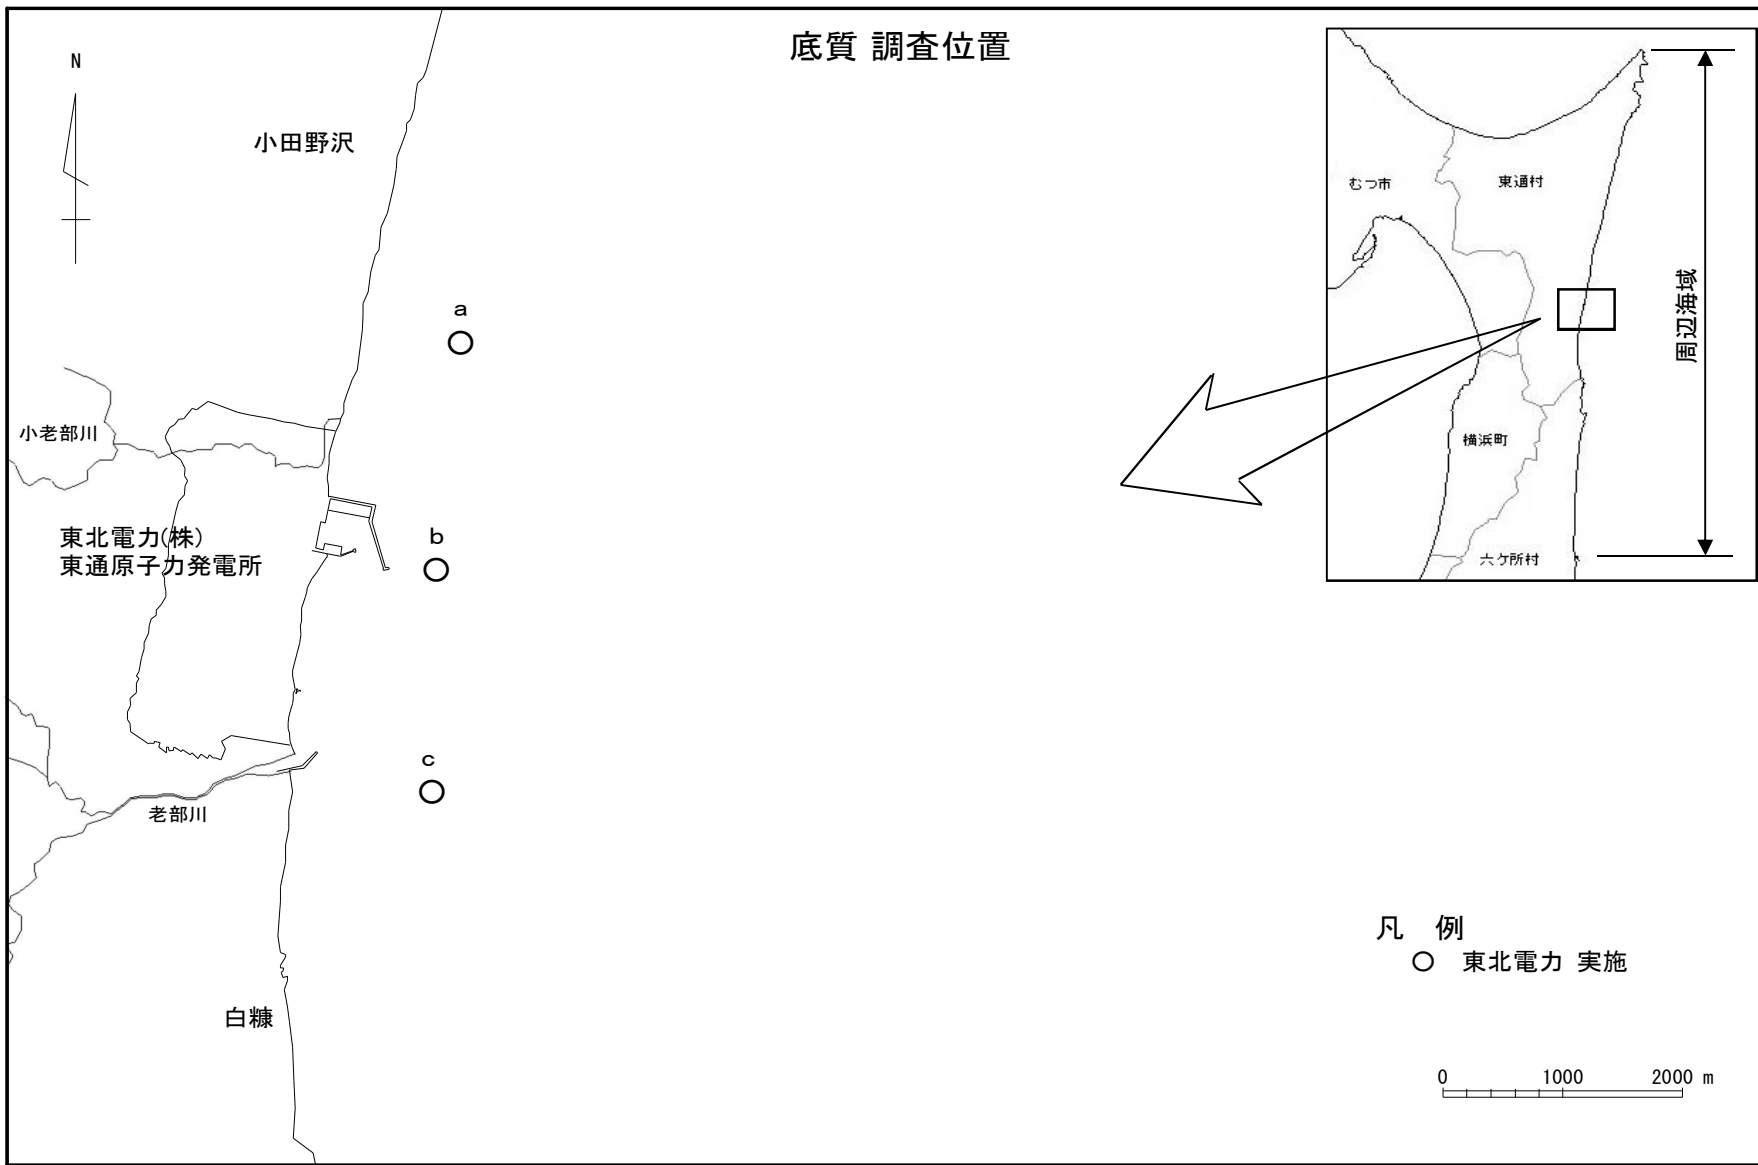 底質 調査位置
N
小田野沢
a
小老部川
東北電力(株)
東通原子力発電所
b
c
老部川
白糠
むつ市
東通村
周辺海域
横浜町
六ケ所村
凡 例
○ 東北電力 実施
0 1000 2000 m